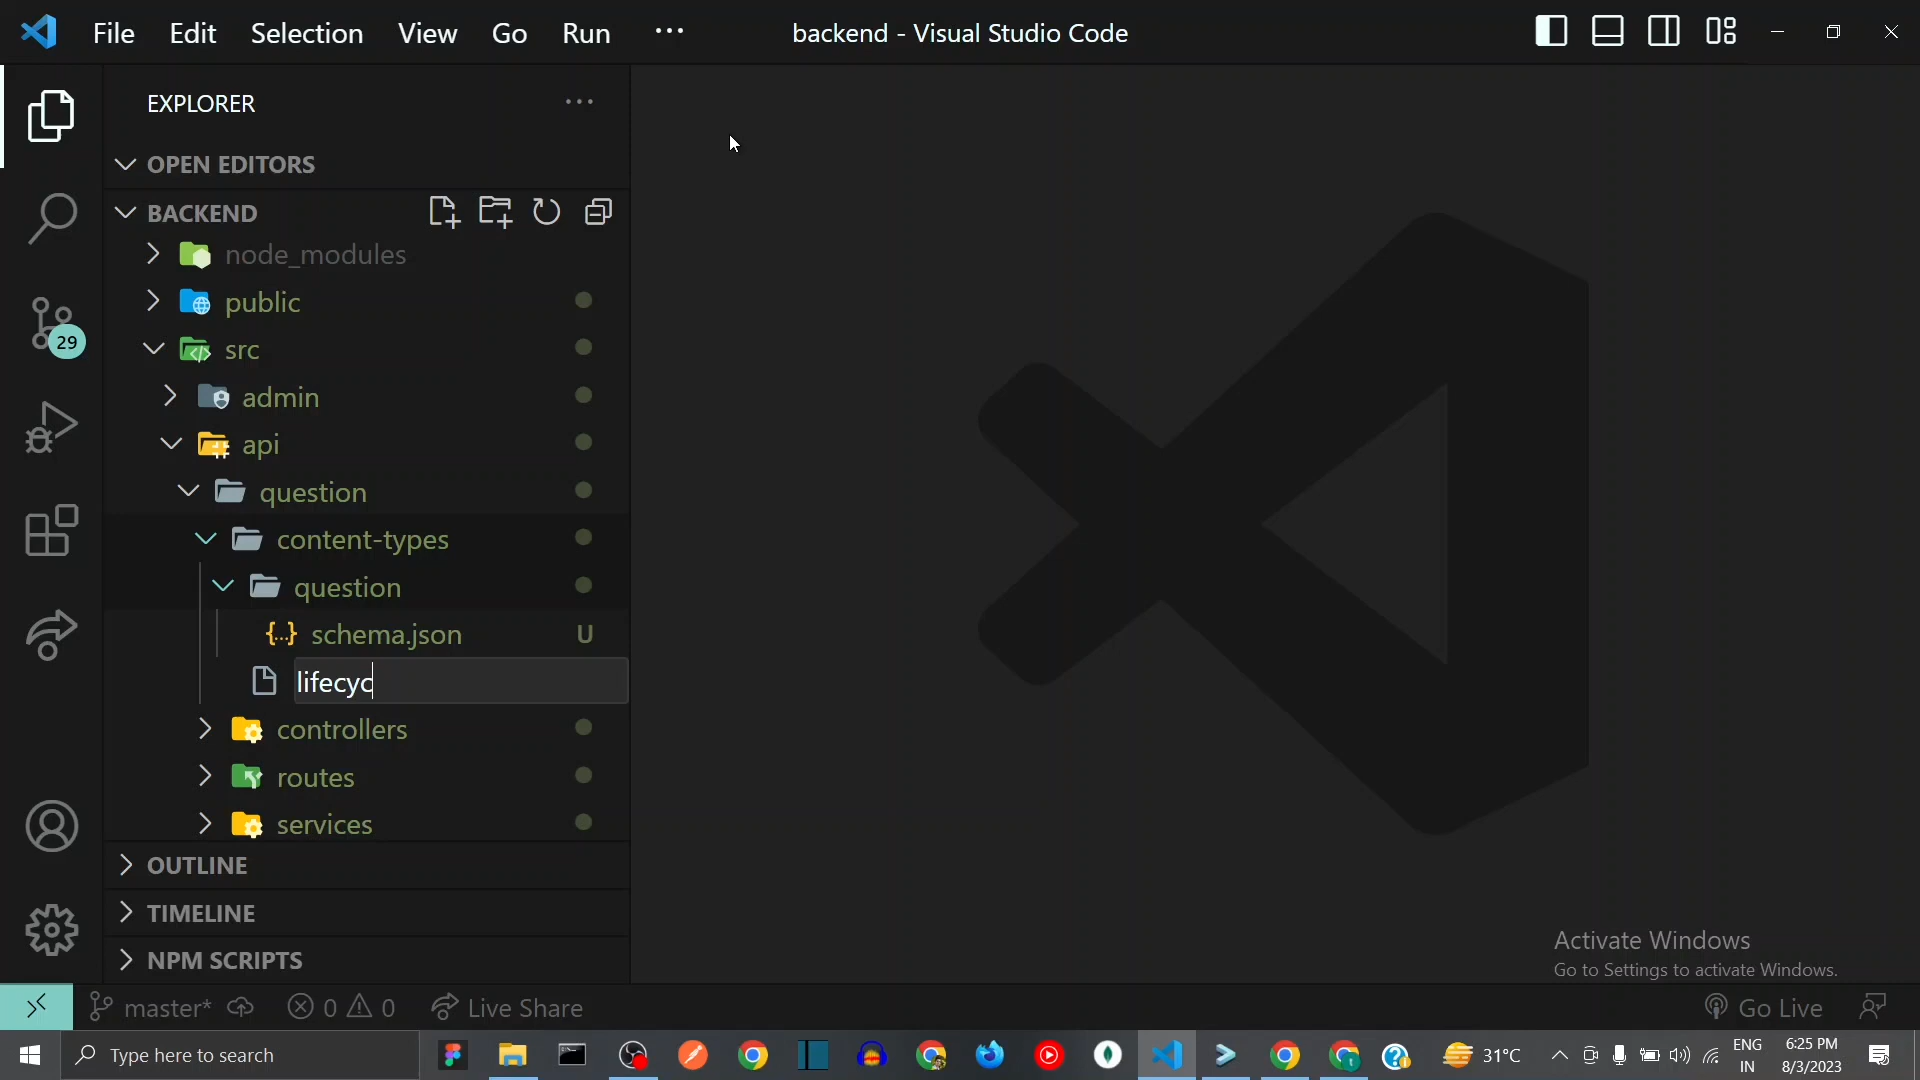 File Edit Selection View Go Run ··· backend - Visual Studio Code
EXPLORER ···
OPEN EDITORS
BACKEND
node_modules
public
src
29
admin
api
question
content-types
question
schema.json U
lifecyc
controllers
routes
services
OUTLINE
TIMELINE
NPM SCRIPTS
Activate Windows
Go to Settings to activate Windows.
master* 0 0 Live Share Go Live
Type here to search 31°C ENG IN 6:25 PM 8/3/2023